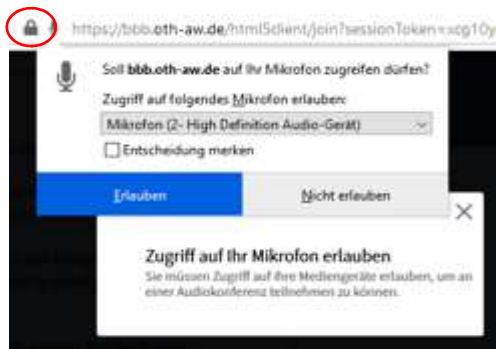 https://bbb.oth-aw.de/html5client/join?sessionToken=xcg10y
Soll bbb.oth-aw.de auf Ihr Mikrofon zugreifen dürfen?
Zugriff auf folgendes Mikrofon erlauben:
Mikrofon (2- High Definition Audio-Gerät)
Entscheidung merken
Erlauben
Nicht erlauben
Zugriff auf Ihr Mikrofon erlauben
Sie müssen Zugriff auf Ihre Mediengeräte erlauben, um an
einer Audiokonferenz teilnehmen zu können.